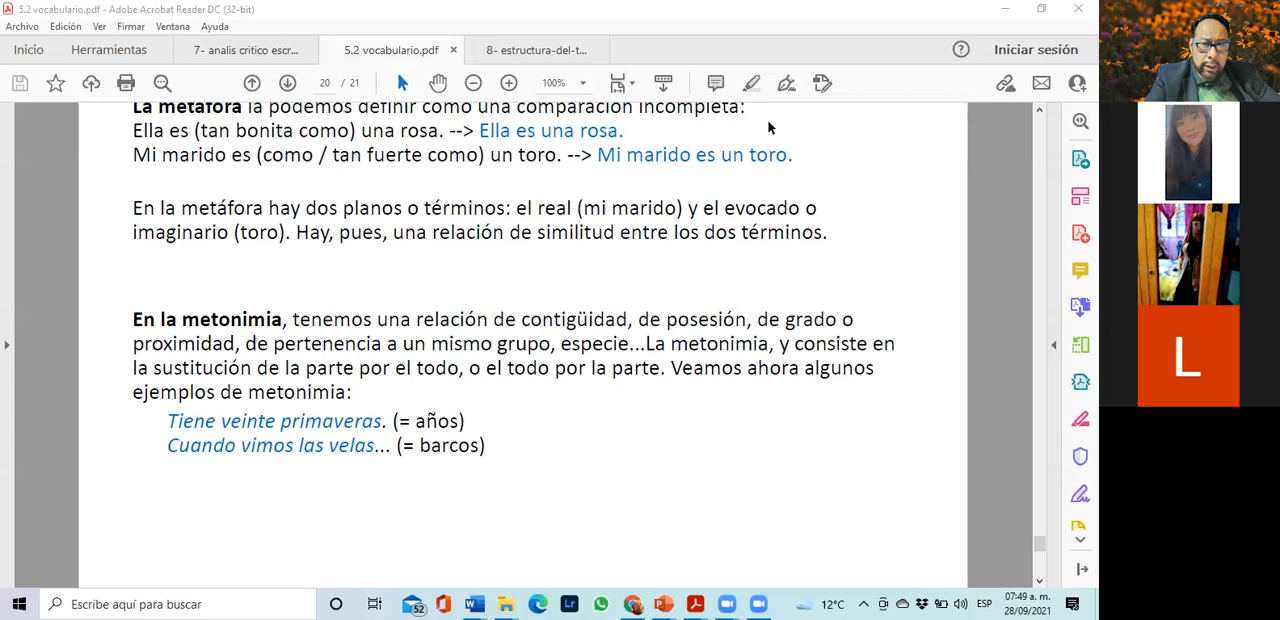 5.2 vocabulario.pdf - Adobe Acrobat Reader DC (32-bit)
Archivo Edición Ver Firmar Ventana Ayuda
Inicio Herramientas 7- analis critico escr... 5.2 vocabulario.pdf × 8- estructura-del-t... Iniciar sesión
20 / 21 100%
La metáfora la podemos definir como una comparación incompleta:
Ella es (tan bonita como) una rosa. --> Ella es una rosa.
Mi marido es (como / tan fuerte como) un toro. --> Mi marido es un toro.
En la metáfora hay dos planos o términos: el real (mi marido) y el evocado o
imaginario (toro). Hay, pues, una relación de similitud entre los dos términos.
En la metonimia, tenemos una relación de contigüidad, de posesión, de grado o
proximidad, de pertenencia a un mismo grupo, especie...La metonimia, y consiste en
la sustitución de la parte por el todo, o el todo por la parte. Veamos ahora algunos
ejemplos de metonimia:
Tiene veinte primaveras. (= años)
Cuando vimos las velas... (= barcos)
L
Escribe aquí para buscar
52
12°C
ESP
07:49 a. m.
28/09/2021